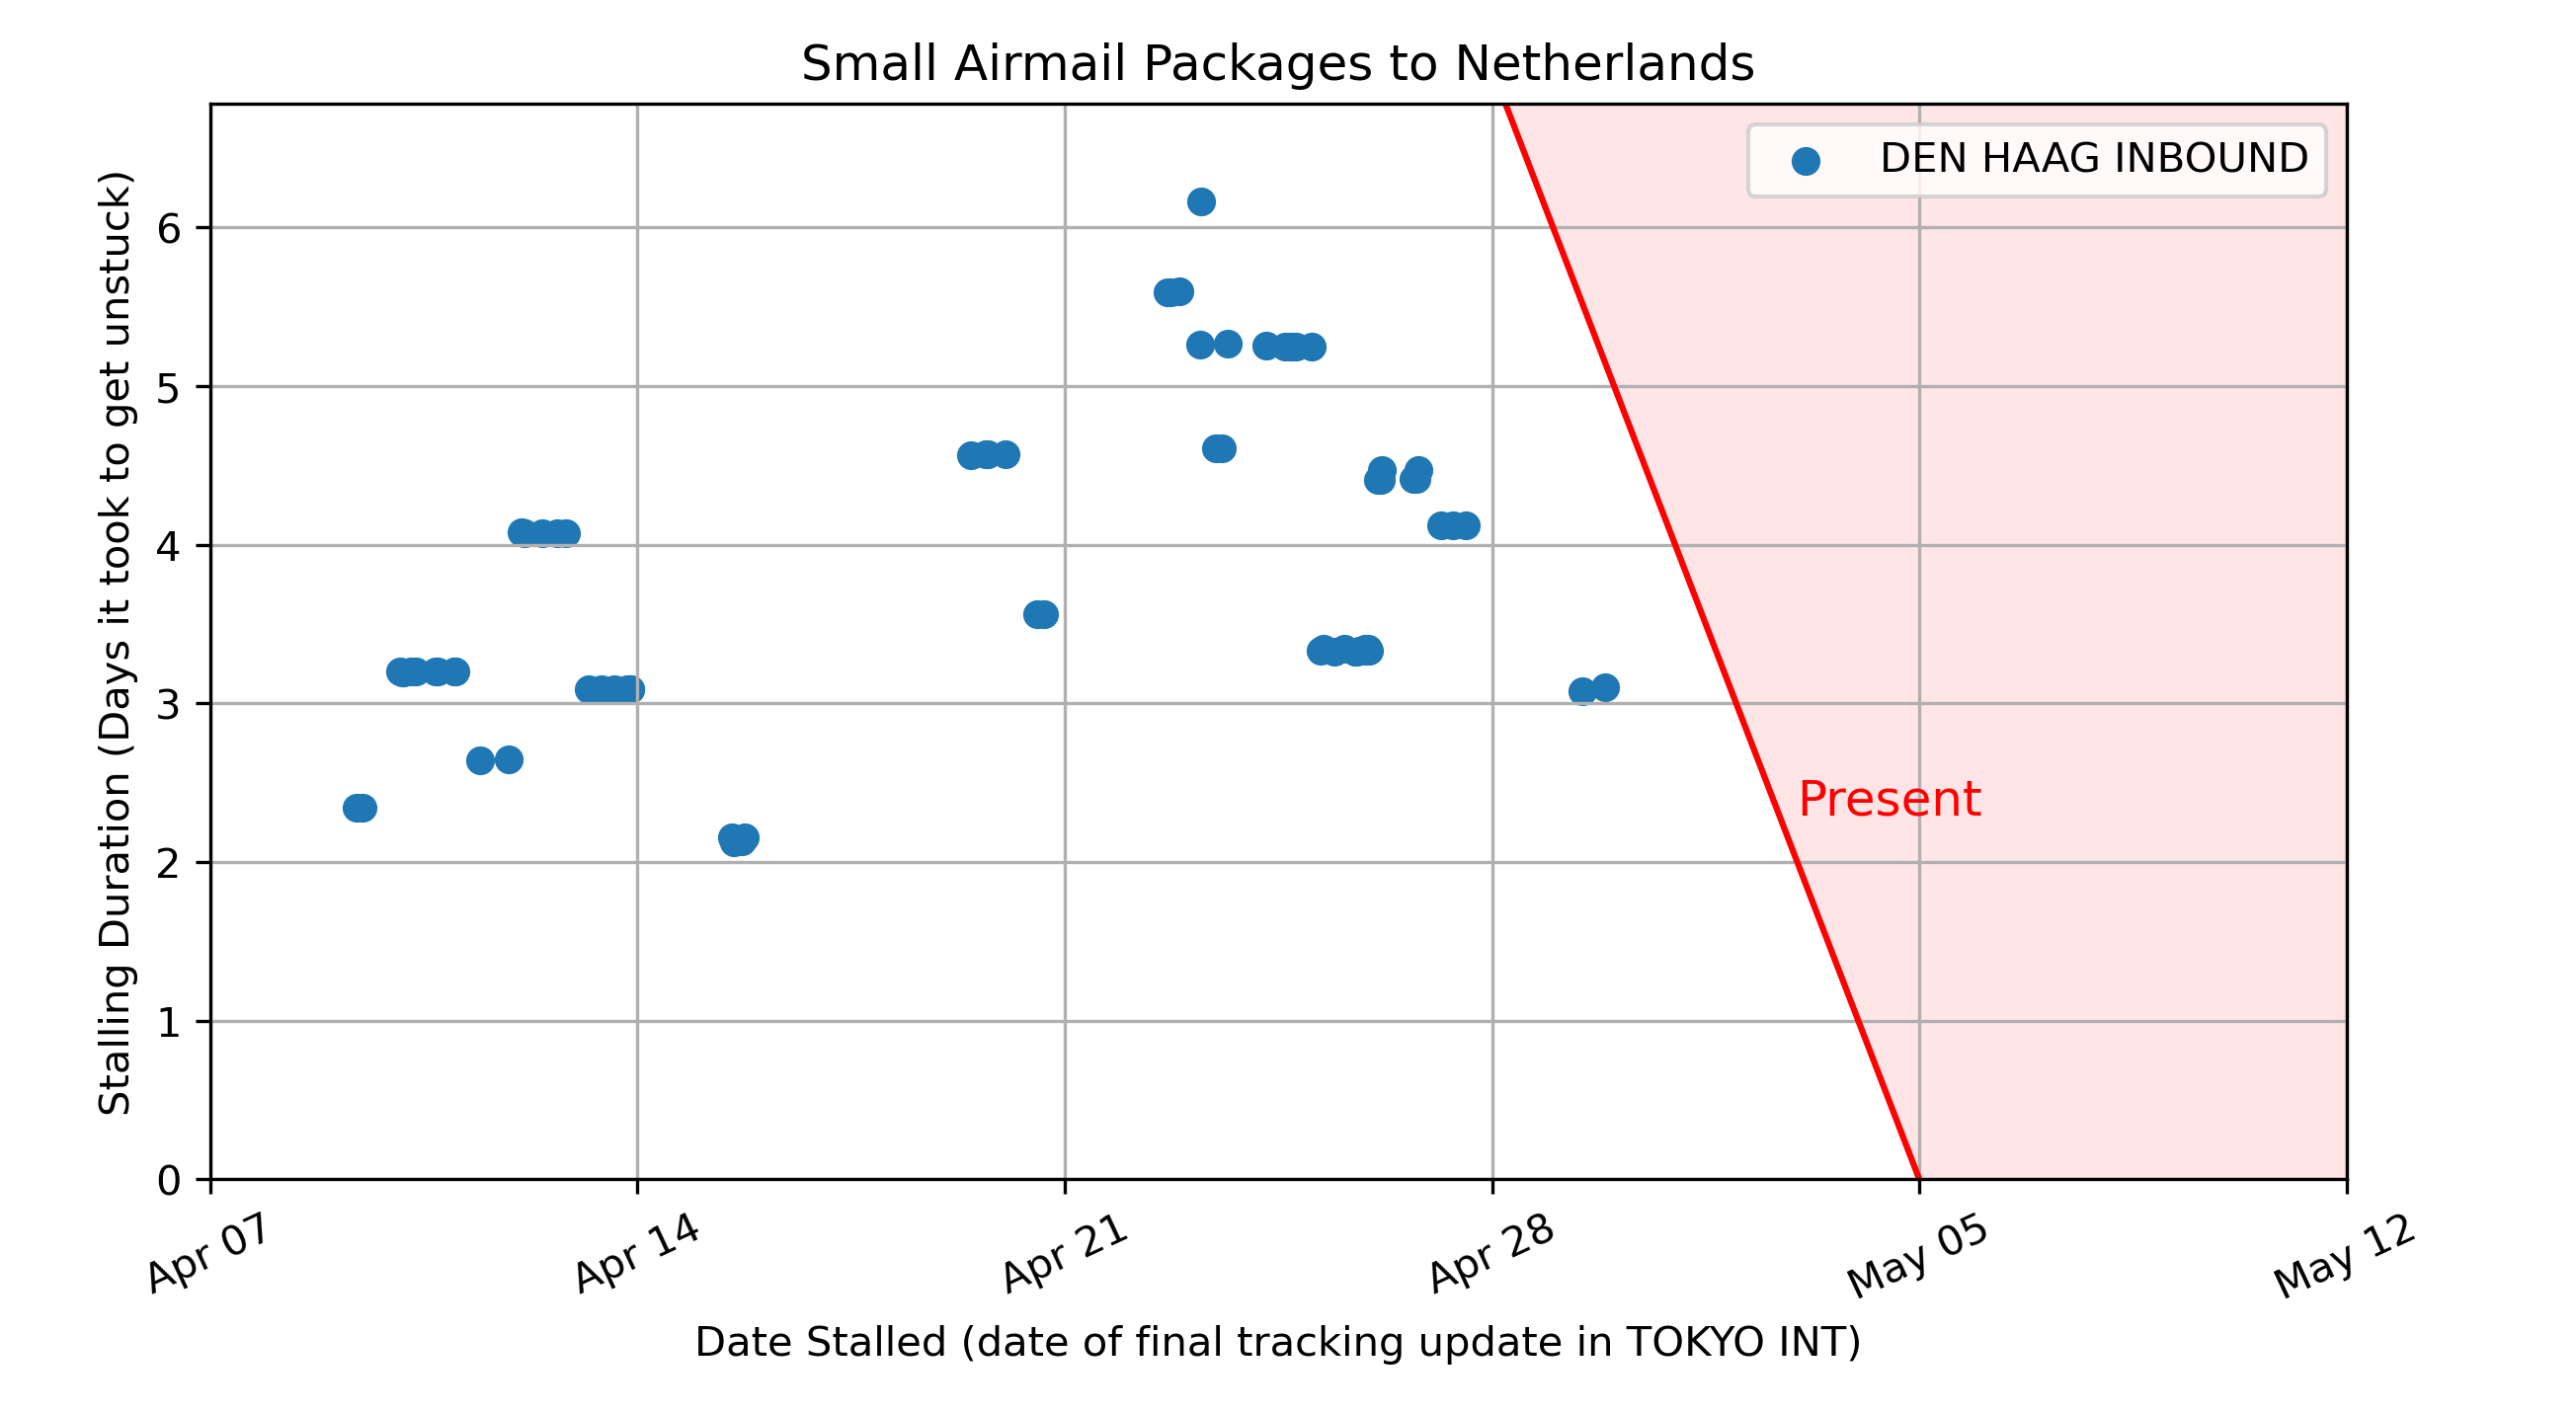 Small Airmail Packages to Netherlands
DEN HAAG INBOUND
Stalling Duration (Days it took to get unstuck)
6
5
4
3
2
1
0
Present
Apr 07
Apr 14
Apr 21
Apr 28
May 05
May 12
Date Stalled (date of final tracking update in TOKYO INT)